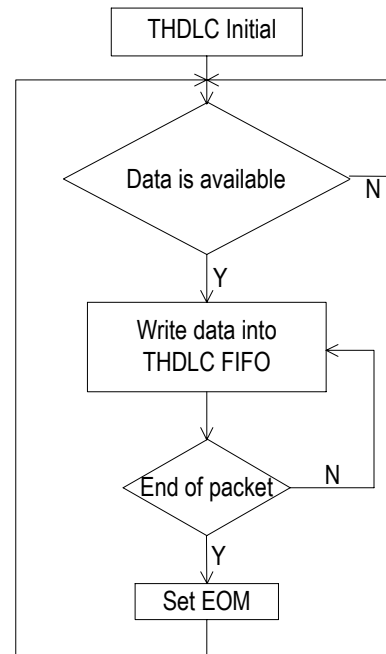 THDLC Initial
Data is available
N
Y
Write data into
THDLC FIFO
End of packet
N
Y
Set EOM